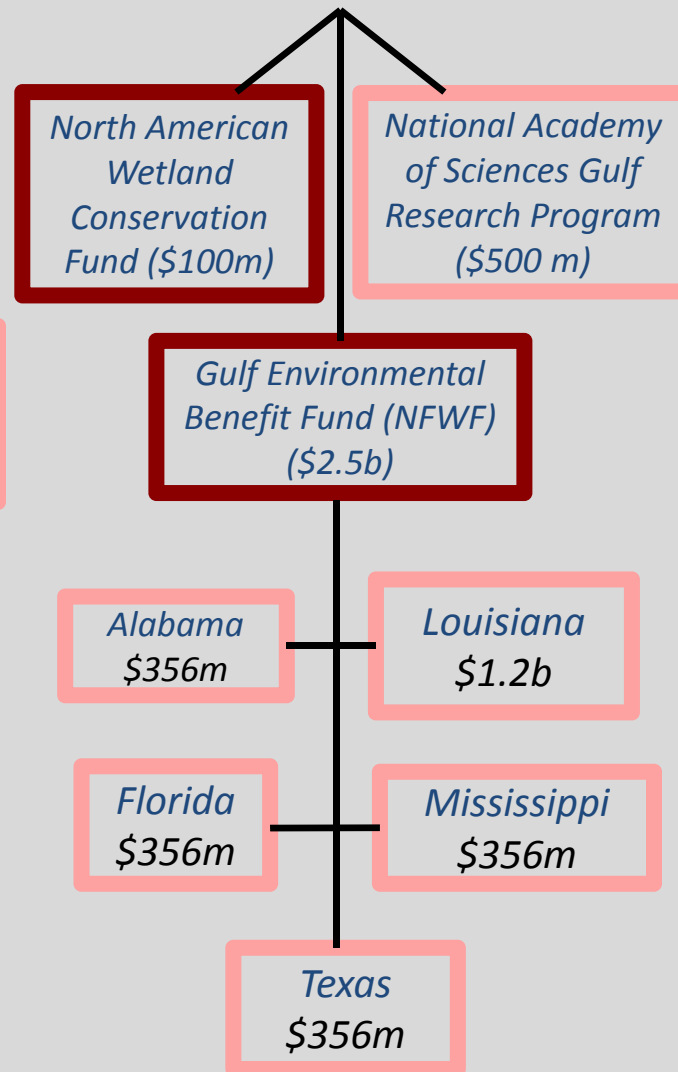 North American
Wetland
Conservation
Fund ($100m)
National Academy
of Sciences Gulf
Research Program
($500 m)
Gulf Environmental
Benefit Fund (NFWF)
($2.5b)
Alabama
$356m
Louisiana
$1.2b
Florida
$356m
Mississippi
$356m
Texas
$356m